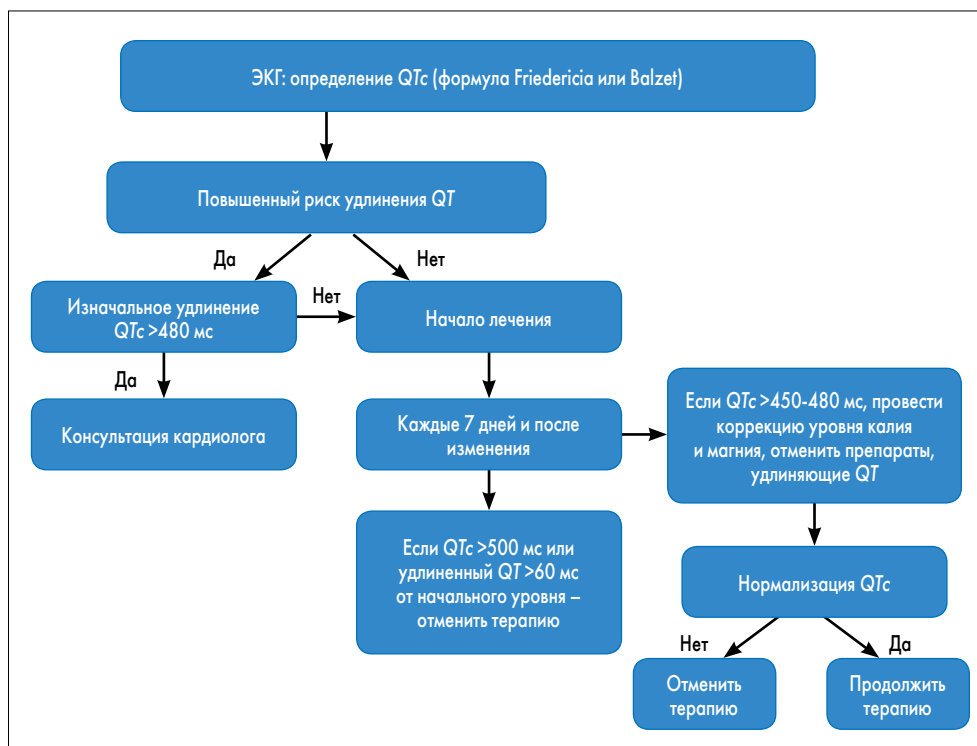 ЭКГ: определение QTc (формула Friedericia или Balzet)
Повышенный риск удлинения QT
Да
Нет
Изначальное удлинение
QTc >480 мс
Нет
Начало лечения
Да
Консультация кардиолога
Каждые 7 дней и после
изменения
Если QTc >450-480 мс, провести
коррекцию уровня калия
и магния, отменить препараты,
удлиняющие QT
Если QTc >500 мс или
удлиненный QT >60 мс
от начального уровня –
отменить терапию
Нормализация QTc
Нет
Да
Отменить
терапию
Продолжить
терапию